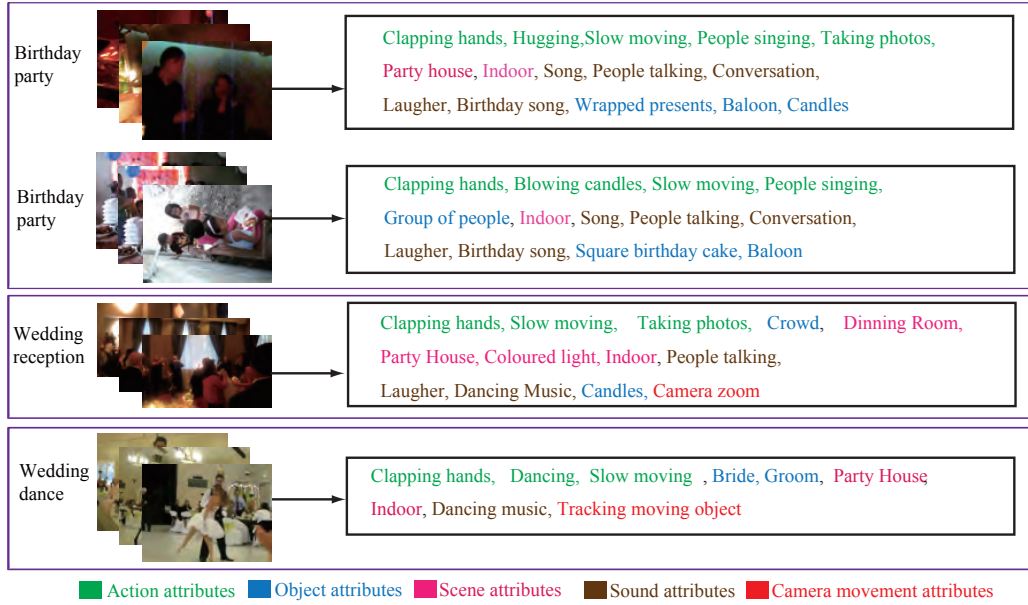 Birthday party
Clapping hands, Hugging,Slow moving, People singing, Taking photos,
Party house, Indoor, Song, People talking, Conversation,
Laugher, Birthday song, Wrapped presents, Baloon, Candles
Birthday party
Clapping hands, Blowing candles, Slow moving, People singing,
Group of people, Indoor, Song, People talking, Conversation,
Laugher, Birthday song, Square birthday cake, Baloon
Wedding reception
Clapping hands, Slow moving, Taking photos, Crowd, Dinning Room,
Party House, Coloured light, Indoor, People talking,
Laugher, Dancing Music, Candles, Camera zoom
Wedding dance
Clapping hands, Dancing, Slow moving , Bride, Groom, Party House,
Indoor, Dancing music, Tracking moving object
Action attributes Object attributes Scene attributes Sound attributes Camera movement attributes